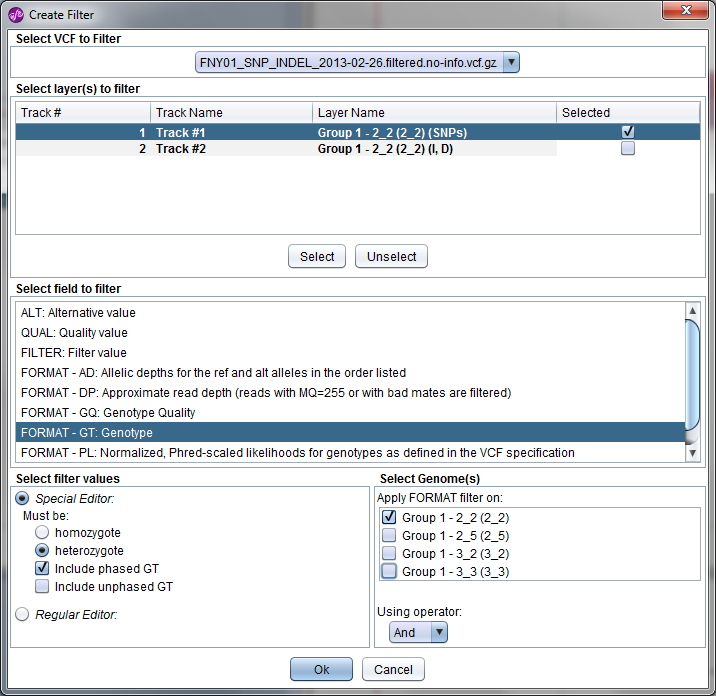 Create Filter
Select VCF to Filter
FNY01_SNP_INDEL_2013-02-26.filtered.no-info.vcf.gz
Select layer(s) to filter
Track # Track Name Layer Name Selected
1 Track #1 Group 1 - 2_2 (2_2) (SNPs)
2 Track #2 Group 1 - 2_2 (2_2) (I, D)
Select Unselect
Select field to filter
ALT: Alternative value
QUAL: Quality value
FILTER: Filter value
FORMAT - AD: Allelic depths for the ref and alt alleles in the order listed
FORMAT - DP: Approximate read depth (reads with MQ=255 or with bad mates are filtered)
FORMAT - GQ: Genotype Quality
FORMAT - GT: Genotype
FORMAT - PL: Normalized, Phred-scaled likelihoods for genotypes as defined in the VCF specification
Select filter values
Special Editor:
Must be:
homozygote
heterozygote
Include phased GT
Include unphased GT
Regular Editor:
Select Genome(s)
Apply FORMAT filter on:
Group 1 - 2_2 (2_2)
Group 1 - 2_5 (2_5)
Group 1 - 3_2 (3_2)
Group 1 - 3_3 (3_3)
Using operator:
And
Ok Cancel